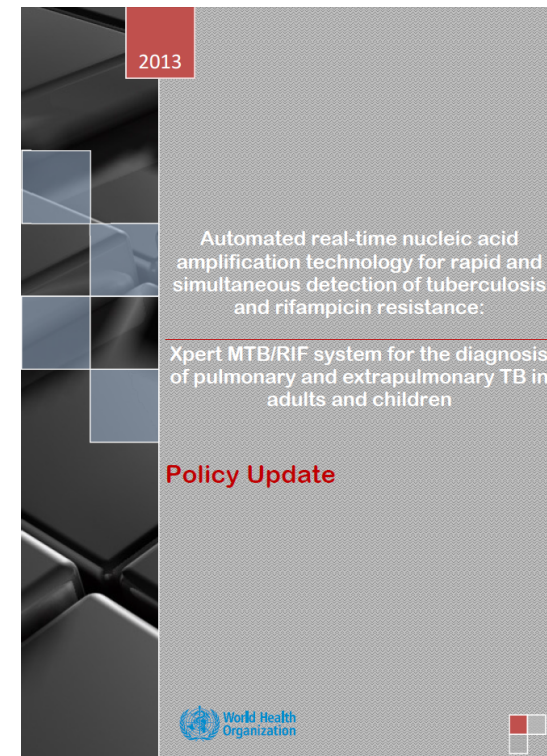 2013
Automated real-time nucleic acid
amplification technology for rapid and
simultaneous detection of tuberculosis
and rifampicin resistance:
Xpert MTB/RIF system for the diagnosis
of pulmonary and extrapulmonary TB in
adults and children
Policy Update
World Health
Organization